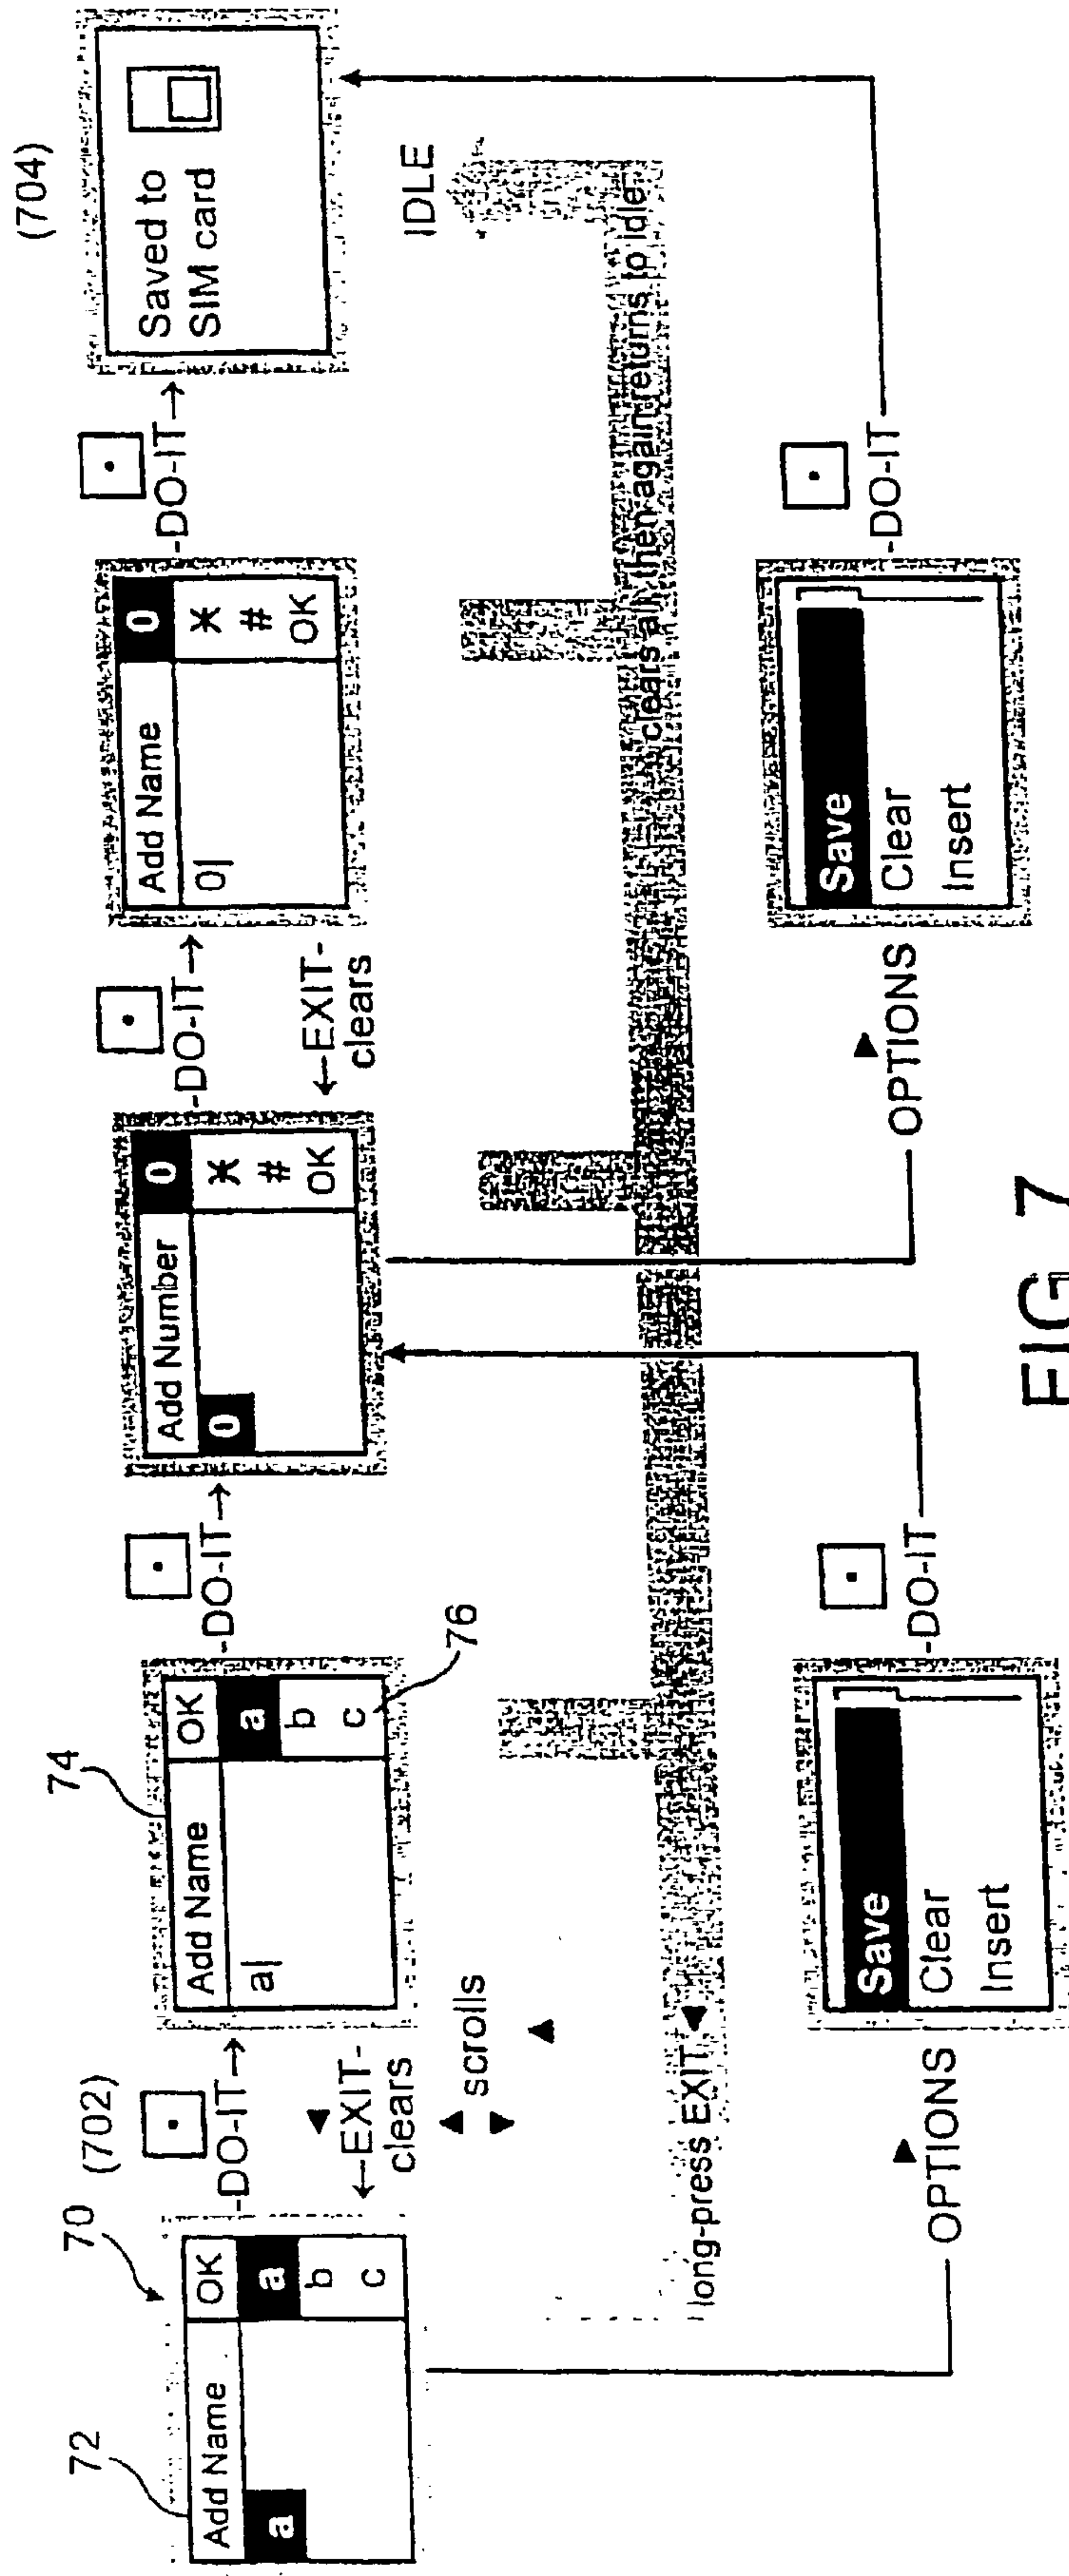 72
70
(702)
74
76
(704)
Add Name
OK
a
a
b
c
-DO-IT→
←EXIT-
clears
scrolls
Add Name
OK
a|
a
b
c
-DO-IT→
Add Number
0
0
*
#
OK
-DO-IT→
←EXIT-
clears
Add Name
0
0|
*
#
OK
-DO-IT→
Saved to
SIM card
IDLE
long-press EXIT
clears all, then again returns to idle
OPTIONS
Save
Clear
Insert
-DO-IT
OPTIONS
Save
Clear
Insert
-DO-IT
FIG. 7